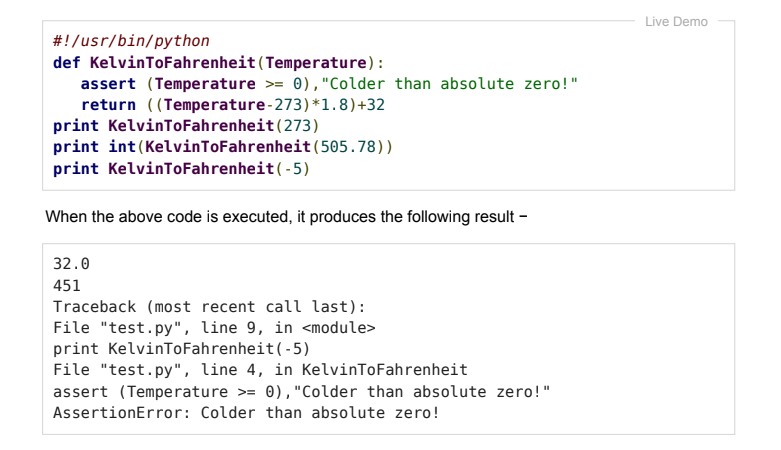 Live Demo
#!/usr/bin/python
def KelvinToFahrenheit(Temperature):
   assert (Temperature >= 0),"Colder than absolute zero!"
   return ((Temperature-273)*1.8)+32
print KelvinToFahrenheit(273)
print int(KelvinToFahrenheit(505.78))
print KelvinToFahrenheit(-5)
When the above code is executed, it produces the following result −
32.0
451
Traceback (most recent call last):
File "test.py", line 9, in <module>
print KelvinToFahrenheit(-5)
File "test.py", line 4, in KelvinToFahrenheit
assert (Temperature >= 0),"Colder than absolute zero!"
AssertionError: Colder than absolute zero!